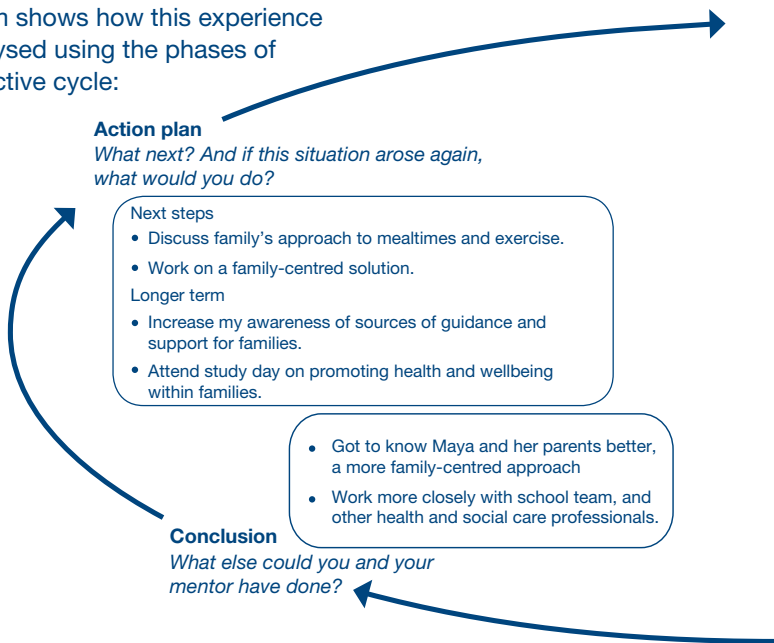 n shows how this experience
ysed using the phases of
ctive cycle:
Action plan
What next? And if this situation arose again,
what would you do?
Next steps
• Discuss family's approach to mealtimes and exercise.
• Work on a family-centred solution.
Longer term
• Increase my awareness of sources of guidance and
support for families.
• Attend study day on promoting health and wellbeing
within families.
• Got to know Maya and her parents better,
a more family-centred approach
• Work more closely with school team, and
other health and social care professionals.
Conclusion
What else could you and your
mentor have done?